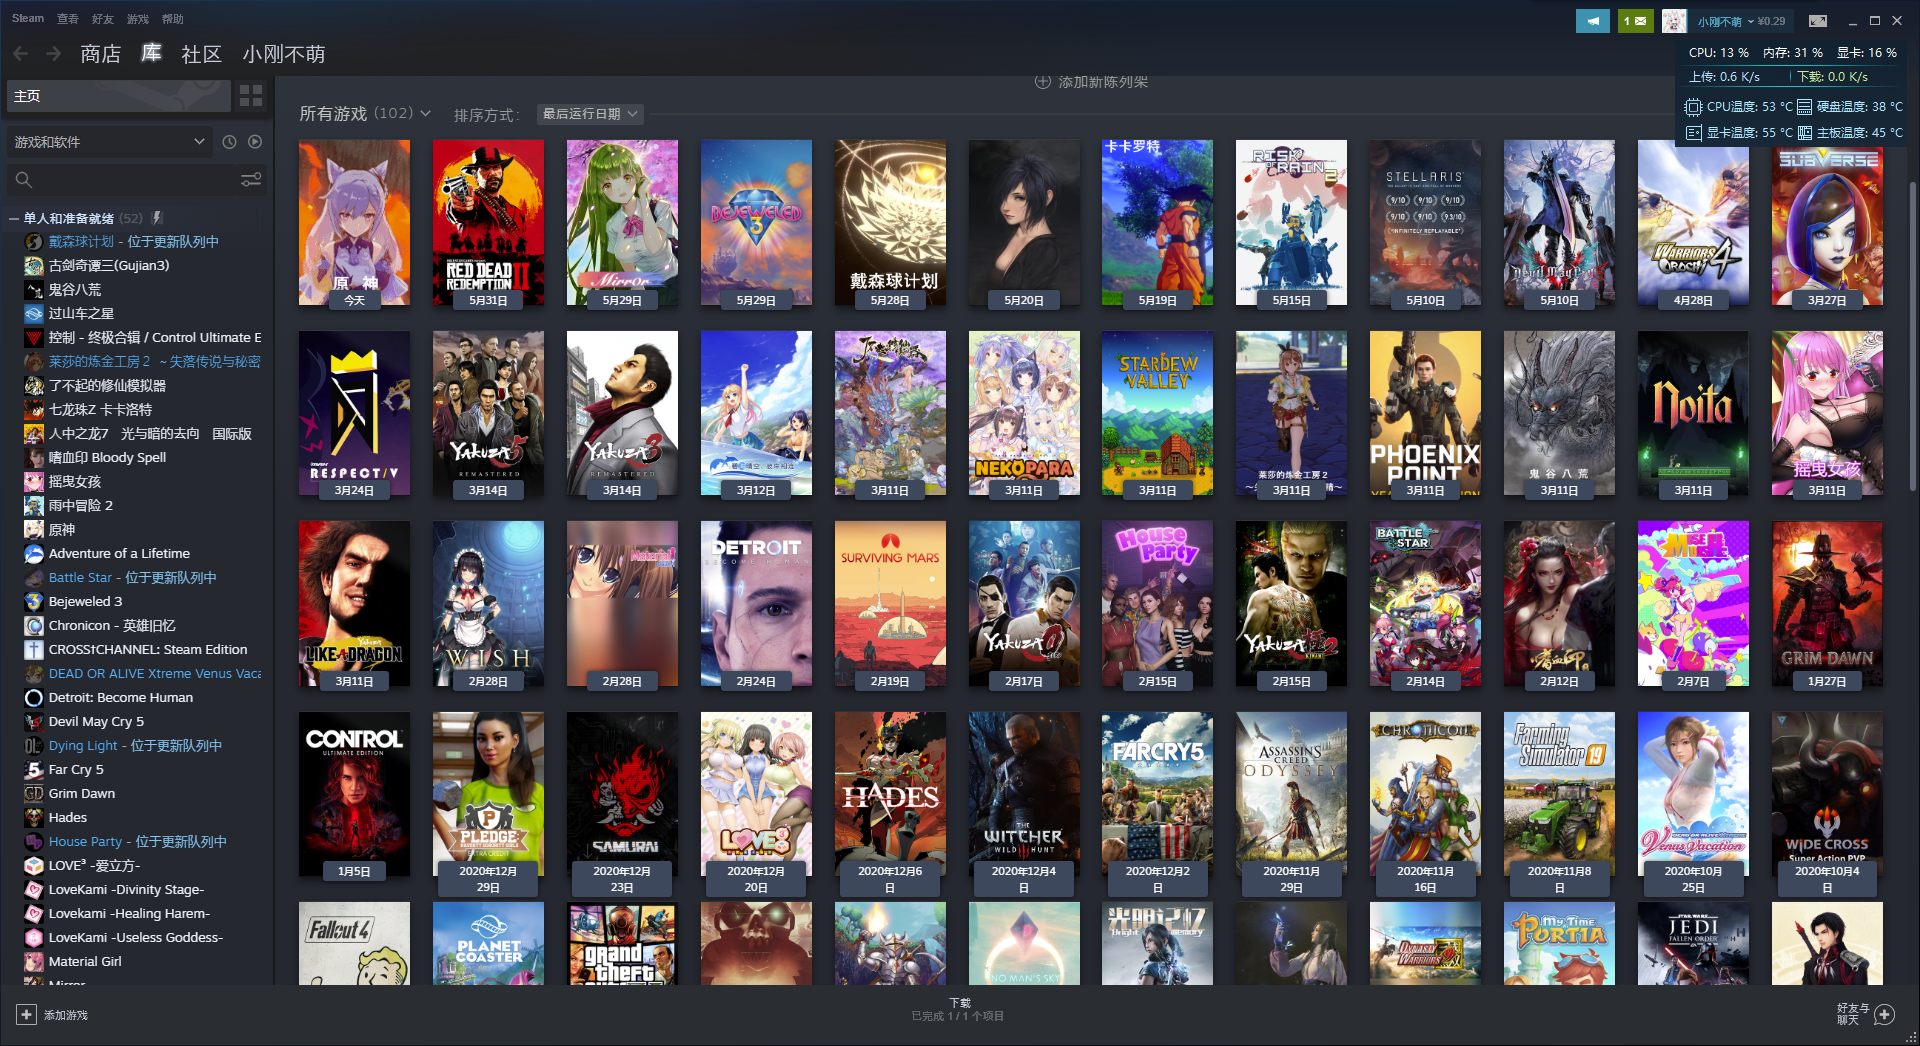 Steam 查看 好友 游戏 帮助
1
小刚不萌 ¥0.29
商店 库 社区 小刚不萌
CPU: 13 % 内存: 31 % 显卡: 16 %
上传: 0.6 K/s 下载: 0.0 K/s
CPU温度: 53 °C 硬盘温度: 38 °C
显卡温度: 55 °C 主板温度: 45 °C
主页
游戏和软件
单人和准备就绪 (52)
戴森球计划 - 位于更新队列中
古剑奇谭三(Gujian3)
鬼谷八荒
过山车之星
控制 - 终极合辑 / Control Ultimate E
莱莎的炼金工房２ ～失落传说与秘密
了不起的修仙模拟器
七龙珠Z 卡卡洛特
人中之龙7 光与暗的去向 国际版
嗜血印 Bloody Spell
摇曳女孩
雨中冒险 2
原神
Adventure of a Lifetime
Battle Star - 位于更新队列中
Bejeweled 3
Chronicon - 英雄旧忆
CROSS†CHANNEL: Steam Edition
DEAD OR ALIVE Xtreme Venus Vaca
Detroit: Become Human
Devil May Cry 5
Dying Light - 位于更新队列中
Far Cry 5
Grim Dawn
Hades
House Party - 位于更新队列中
LOVE³ -爱立方-
LoveKami -Divinity Stage-
Lovekami -Healing Harem-
LoveKami -Useless Goddess-
Material Girl
Mirror
添加新陈列架
所有游戏 (102) 排序方式： 最后运行日期
原 神
RED DEAD REDEMPTION II
Mirror
BEJEWELED 3
戴森球计划
卡卡罗特
RISK OF RAIN 2
STELLARIS
9/10 9/10 9/10
9/10 9/10 9.3/10
"INFINITELY REPLAYABLE"
Devil May Cry 5
WARRIORS OROCHI 4
SUBVERSE
今天 5月31日 5月29日 5月29日 5月28日 5月20日 5月19日 5月15日 5月10日 5月10日 4月28日 3月27日
RESPECT/V
YAKUZA 5 REMASTERED
YAKUZA 3 REMASTERED
NEKOPARA
STARDEW VALLEY
莱莎的炼金工房２
PHOENIX POINT
鬼谷八荒
Noita
摇曳女孩
3月24日 3月14日 3月14日 3月12日 3月11日 3月11日 3月11日 3月11日 3月11日 3月11日 3月11日 3月11日
Yakuza LIKE A DRAGON
WISH
Material Girl
DETROIT BECOME HUMAN
SURVIVING MARS
YAKUZA 0
House Party
YAKUZA KIWAMI 2
BATTLE STAR
嗜血印
MUSE DASH
GRIM DAWN
3月11日 2月28日 2月28日 2月24日 2月19日 2月17日 2月15日 2月15日 2月14日 2月12日 2月7日 1月27日
CONTROL ULTIMATE EDITION
PLEDGE
SAMURAI
LOVE3
HADES
THE WITCHER WILD HUNT
FARCRY5
ASSASSINS CREED ODYSSEY
CHRONICON
Farming Simulator 19
DEAD OR ALIVE XTREME Venus Vacation
WIDE CROSS Super Action PVP
1月5日 2020年12月29日 2020年12月23日 2020年12月20日 2020年12月6日 2020年12月4日 2020年12月2日 2020年11月29日 2020年11月16日 2020年11月8日 2020年10月25日 2020年10月4日
Fallout 4
PLANET COASTER
grand theft
NO MAN'S SKY
光明记忆 Bright memory
DYNASTY WARRIORS
My Time PORTIA
STAR WARS JEDI FALLEN ORDER
添加游戏
下载
已完成 1 / 1 个项目
好友与
聊天